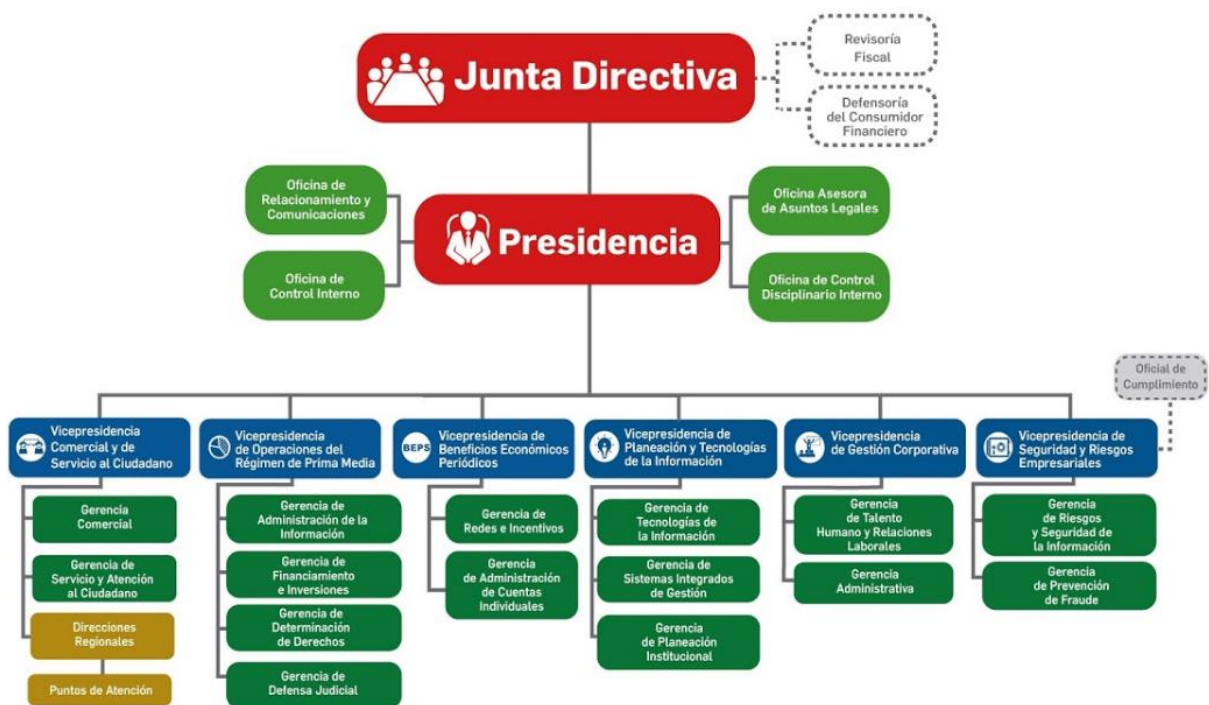 Junta Directiva
Revisoría
Fiscal
Defensoría
del Consumidor
Financiero
Oficina de
Relacionamiento y
Comunicaciones
Oficina de
Control Interno
Presidencia
Oficina Asesora
de Asuntos Legales
Oficina de Control
Disciplinario Interno
Oficial de
Cumplimiento
Vicepresidencia
Comercial y de
Servicio al Ciudadano
Gerencia
Comercial
Gerencia de
Servicio y Atención
al Ciudadano
Direcciones
Regionales
Puntos de Atención
Vicepresidencia
de Operaciones del
Régimen de Prima Media
Gerencia de
Administración de la
Información
Gerencia de
Financiamiento
e Inversiones
Gerencia de
Determinación
de Derechos
Gerencia de
Defensa Judicial
BEPS
Vicepresidencia de
Beneficios Económicos
Periódicos
Gerencia de
Redes e Incentivos
Gerencia
de Administración
de Cuentas
Individuales
Vicepresidencia de
Planeación y Tecnologías
de la Información
Gerencia de
Tecnologías de
la Información
Gerencia de
Sistemas Integrados
de Gestión
Gerencia
de Planeación
Institucional
Vicepresidencia
de Gestión Corporativa
Gerencia
de Talento
Humano y Relaciones
Laborales
Gerencia
Administrativa
Vicepresidencia de
Seguridad y Riesgos
Empresariales
Gerencia
de Riesgos
y Seguridad de
la Información
Gerencia
de Prevención
de Fraude